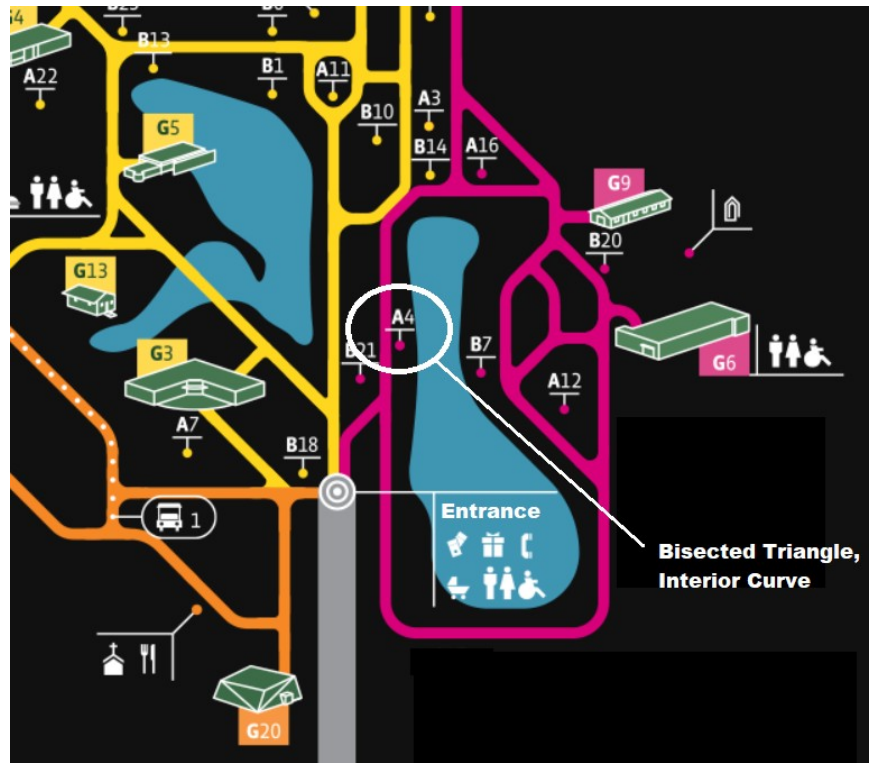 B13
A22
B1
A11
B10
A3
B14
A16
G5
G9
B20
G13
A4
G3
B21
B7
G6
A12
A7
B18
Entrance
1
Bisected Triangle,
Interior Curve
G20